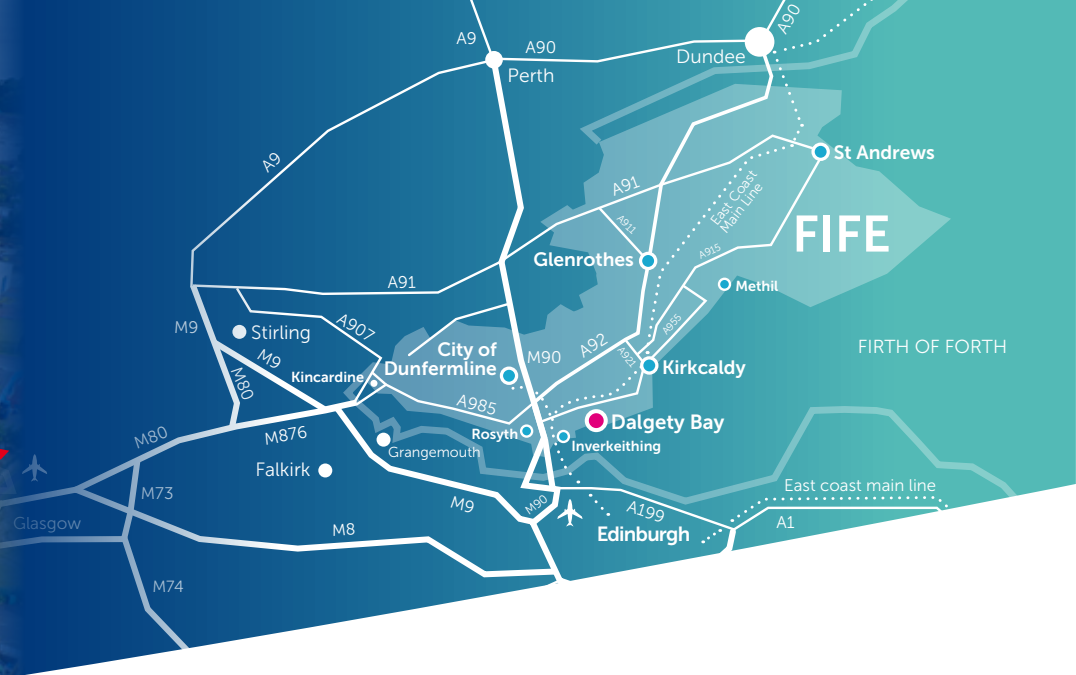 A90
A9
A90
Dundee
Perth
A9
St Andrews
A91
East Coast
Main Line
A911
FIFE
Glenrothes
A915
A91
Methil
M9
Stirling
A907
A955
FIRTH OF FORTH
City of
Dunfermline
M90
A92
A921
M9
Kincardine
Kirkcaldy
M80
A985
Dalgety Bay
Rosyth
M80
M876
Inverkeithing
Grangemouth
Falkirk
East coast main line
M73
M9
M90
A199
Glasgow
A1
M8
Edinburgh
M74